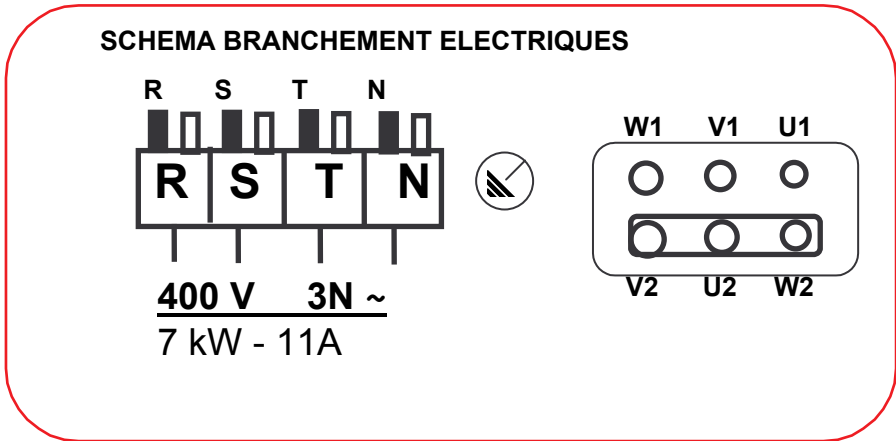 SCHEMA BRANCHEMENT ELECTRIQUES
R S T N
R S T N
400 V 3N ~
7 kW - 11A
W1 V1 U1
V2 U2 W2